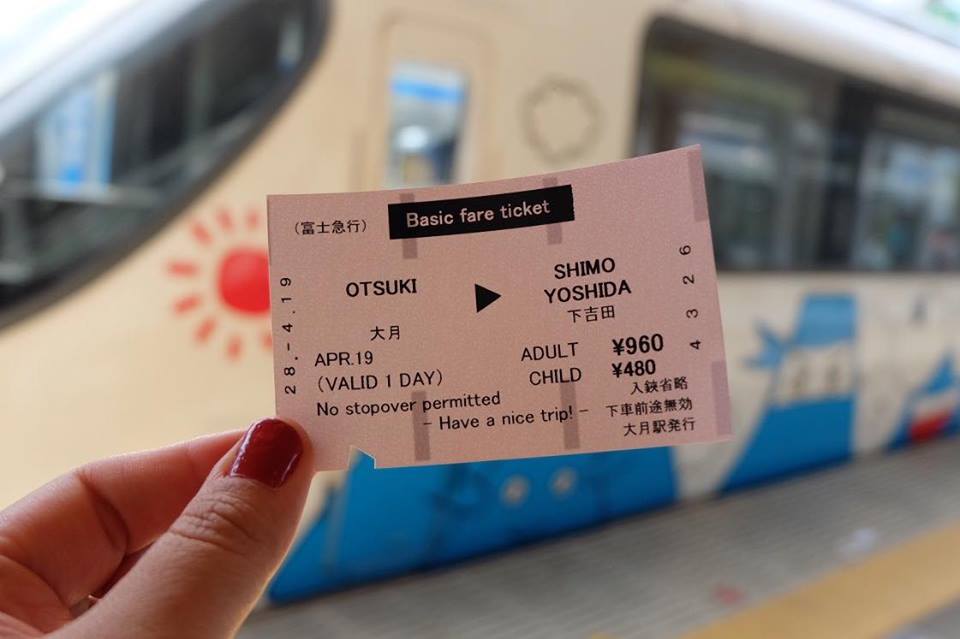 (富士急行)
Basic fare ticket
28.-4.19
OTSUKI
▶
SHIMO
YOSHIDA
大月
下吉田
4326
APR.19
(VALID 1 DAY)
ADULT ¥960
CHILD ¥480
No stopover permitted
- Have a nice trip! -
入鋏省略
下車前途無効
大月駅発行